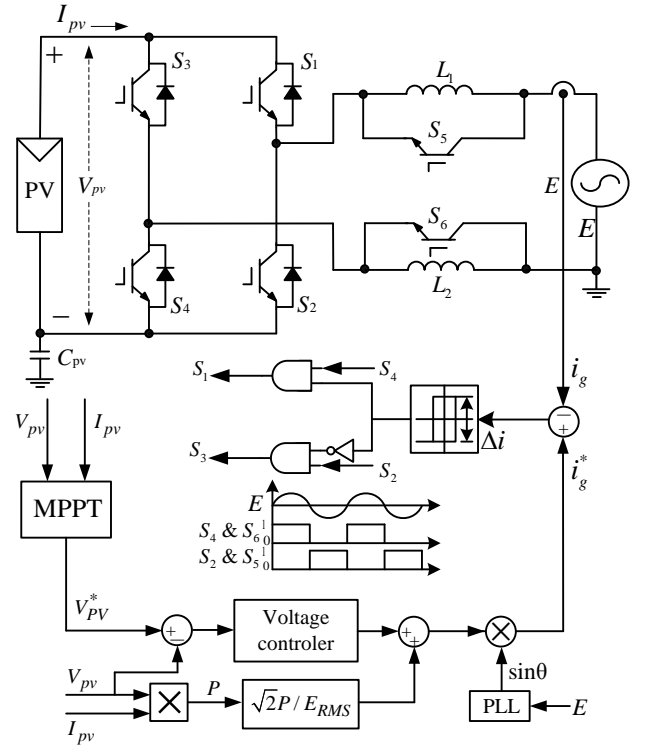 I_pv
+
S_3
S_1
L_1
S_5
PV
V_pv
E
E
S_6
S_4
S_2
L_2
−
C_pv
S_1
S_4
i_g
V_pv
I_pv
−
+
Δi
S_3
S_2
i_g^*
MPPT
E
S_4 & S_6 1 0
S_2 & S_5 1 0
V_PV^*
+
−
Voltage
controler
+
+
×
V_pv
P
√2P / E_RMS
sinθ
×
I_pv
PLL
E